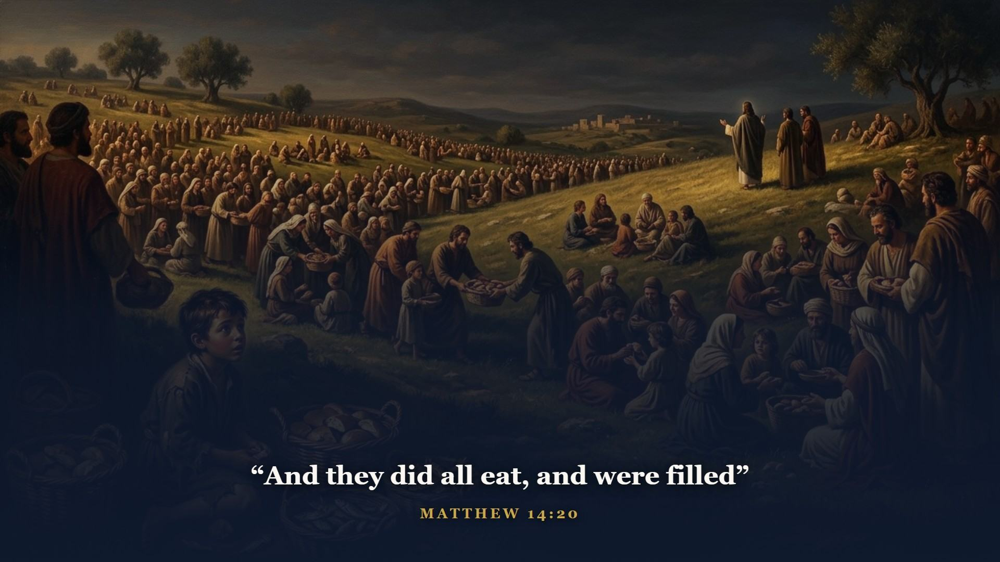 “And they did all eat, and were filled”
MATTHEW 14:20